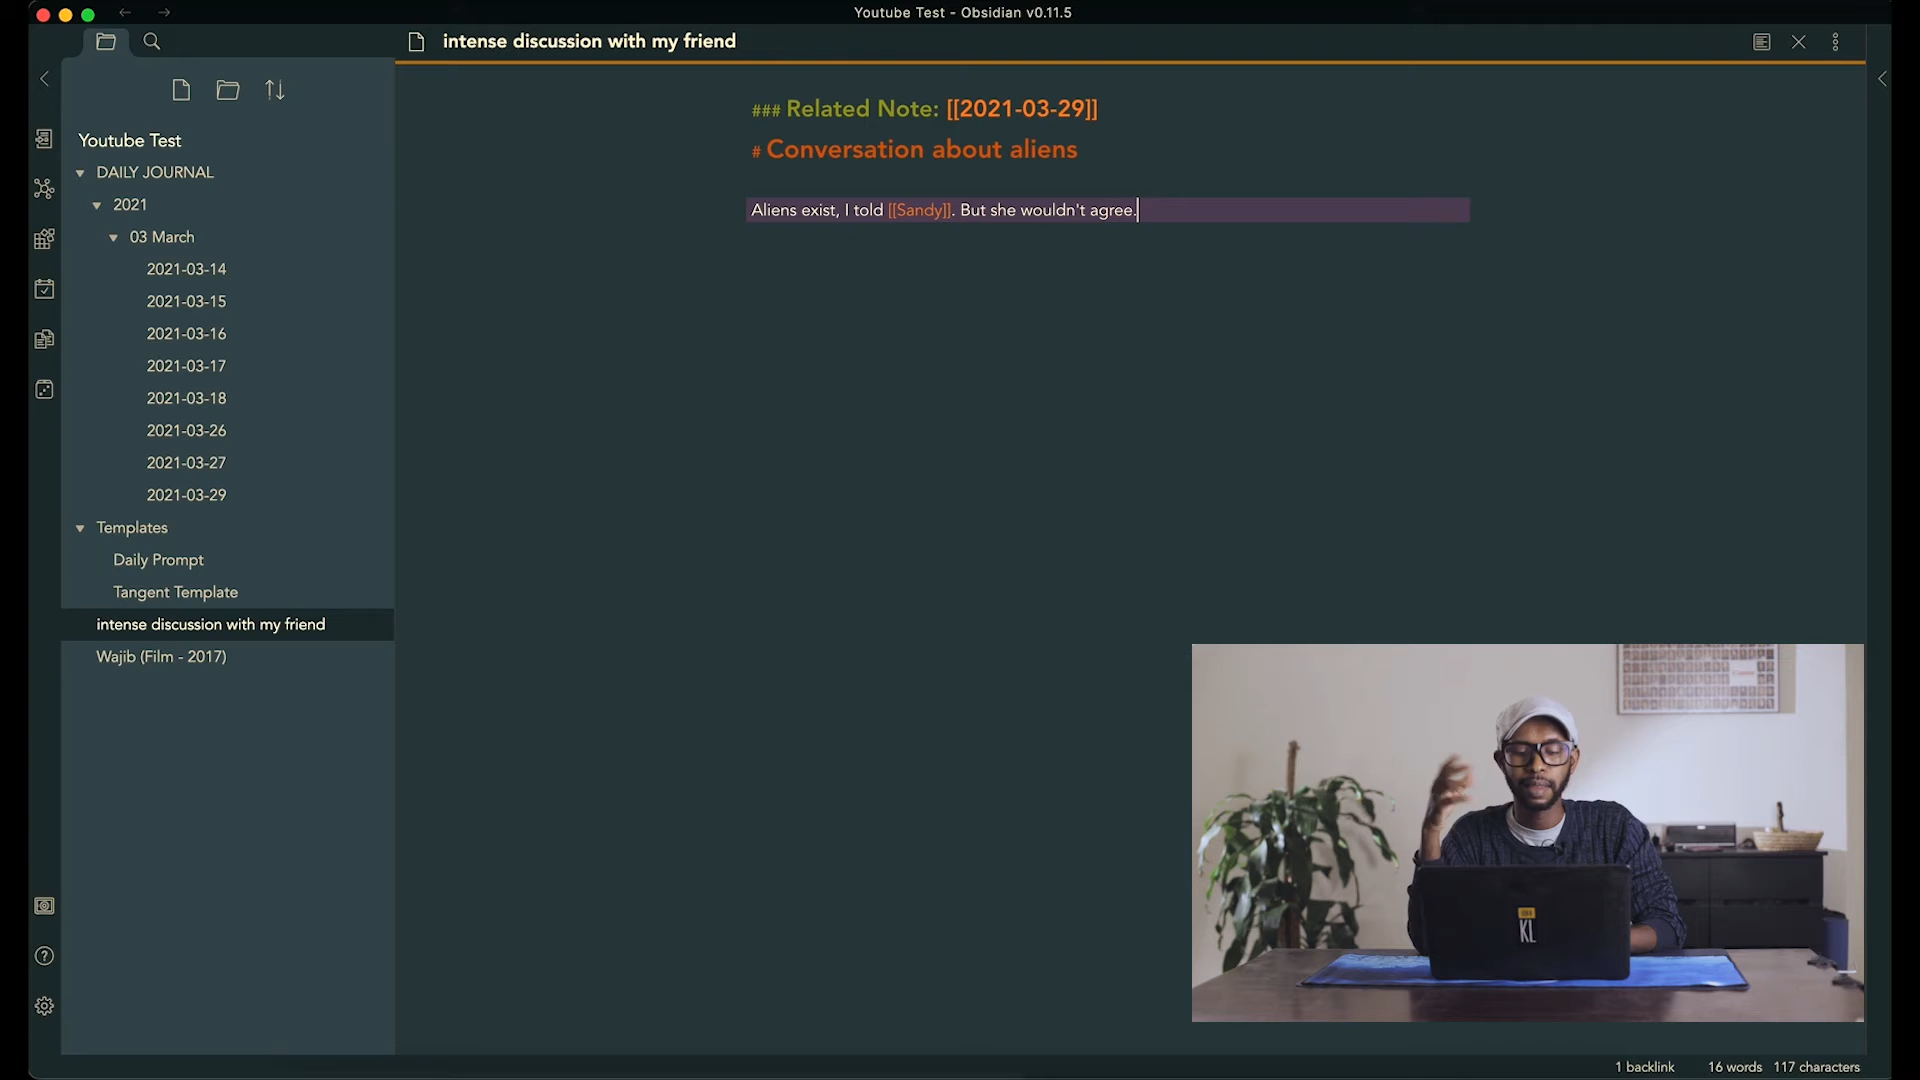 Youtube Test - Obsidian v0.11.5
intense discussion with my friend
Youtube Test
DAILY JOURNAL
2021
03 March
2021-03-14
2021-03-15
2021-03-16
2021-03-17
2021-03-18
2021-03-26
2021-03-27
2021-03-29
Templates
Daily Prompt
Tangent Template
intense discussion with my friend
Wajib (Film - 2017)
### Related Note: [[2021-03-29]]
# Conversation about aliens
Aliens exist, I told [[Sandy]]. But she wouldn't agree.
KL
1 backlink 16 words 117 characters